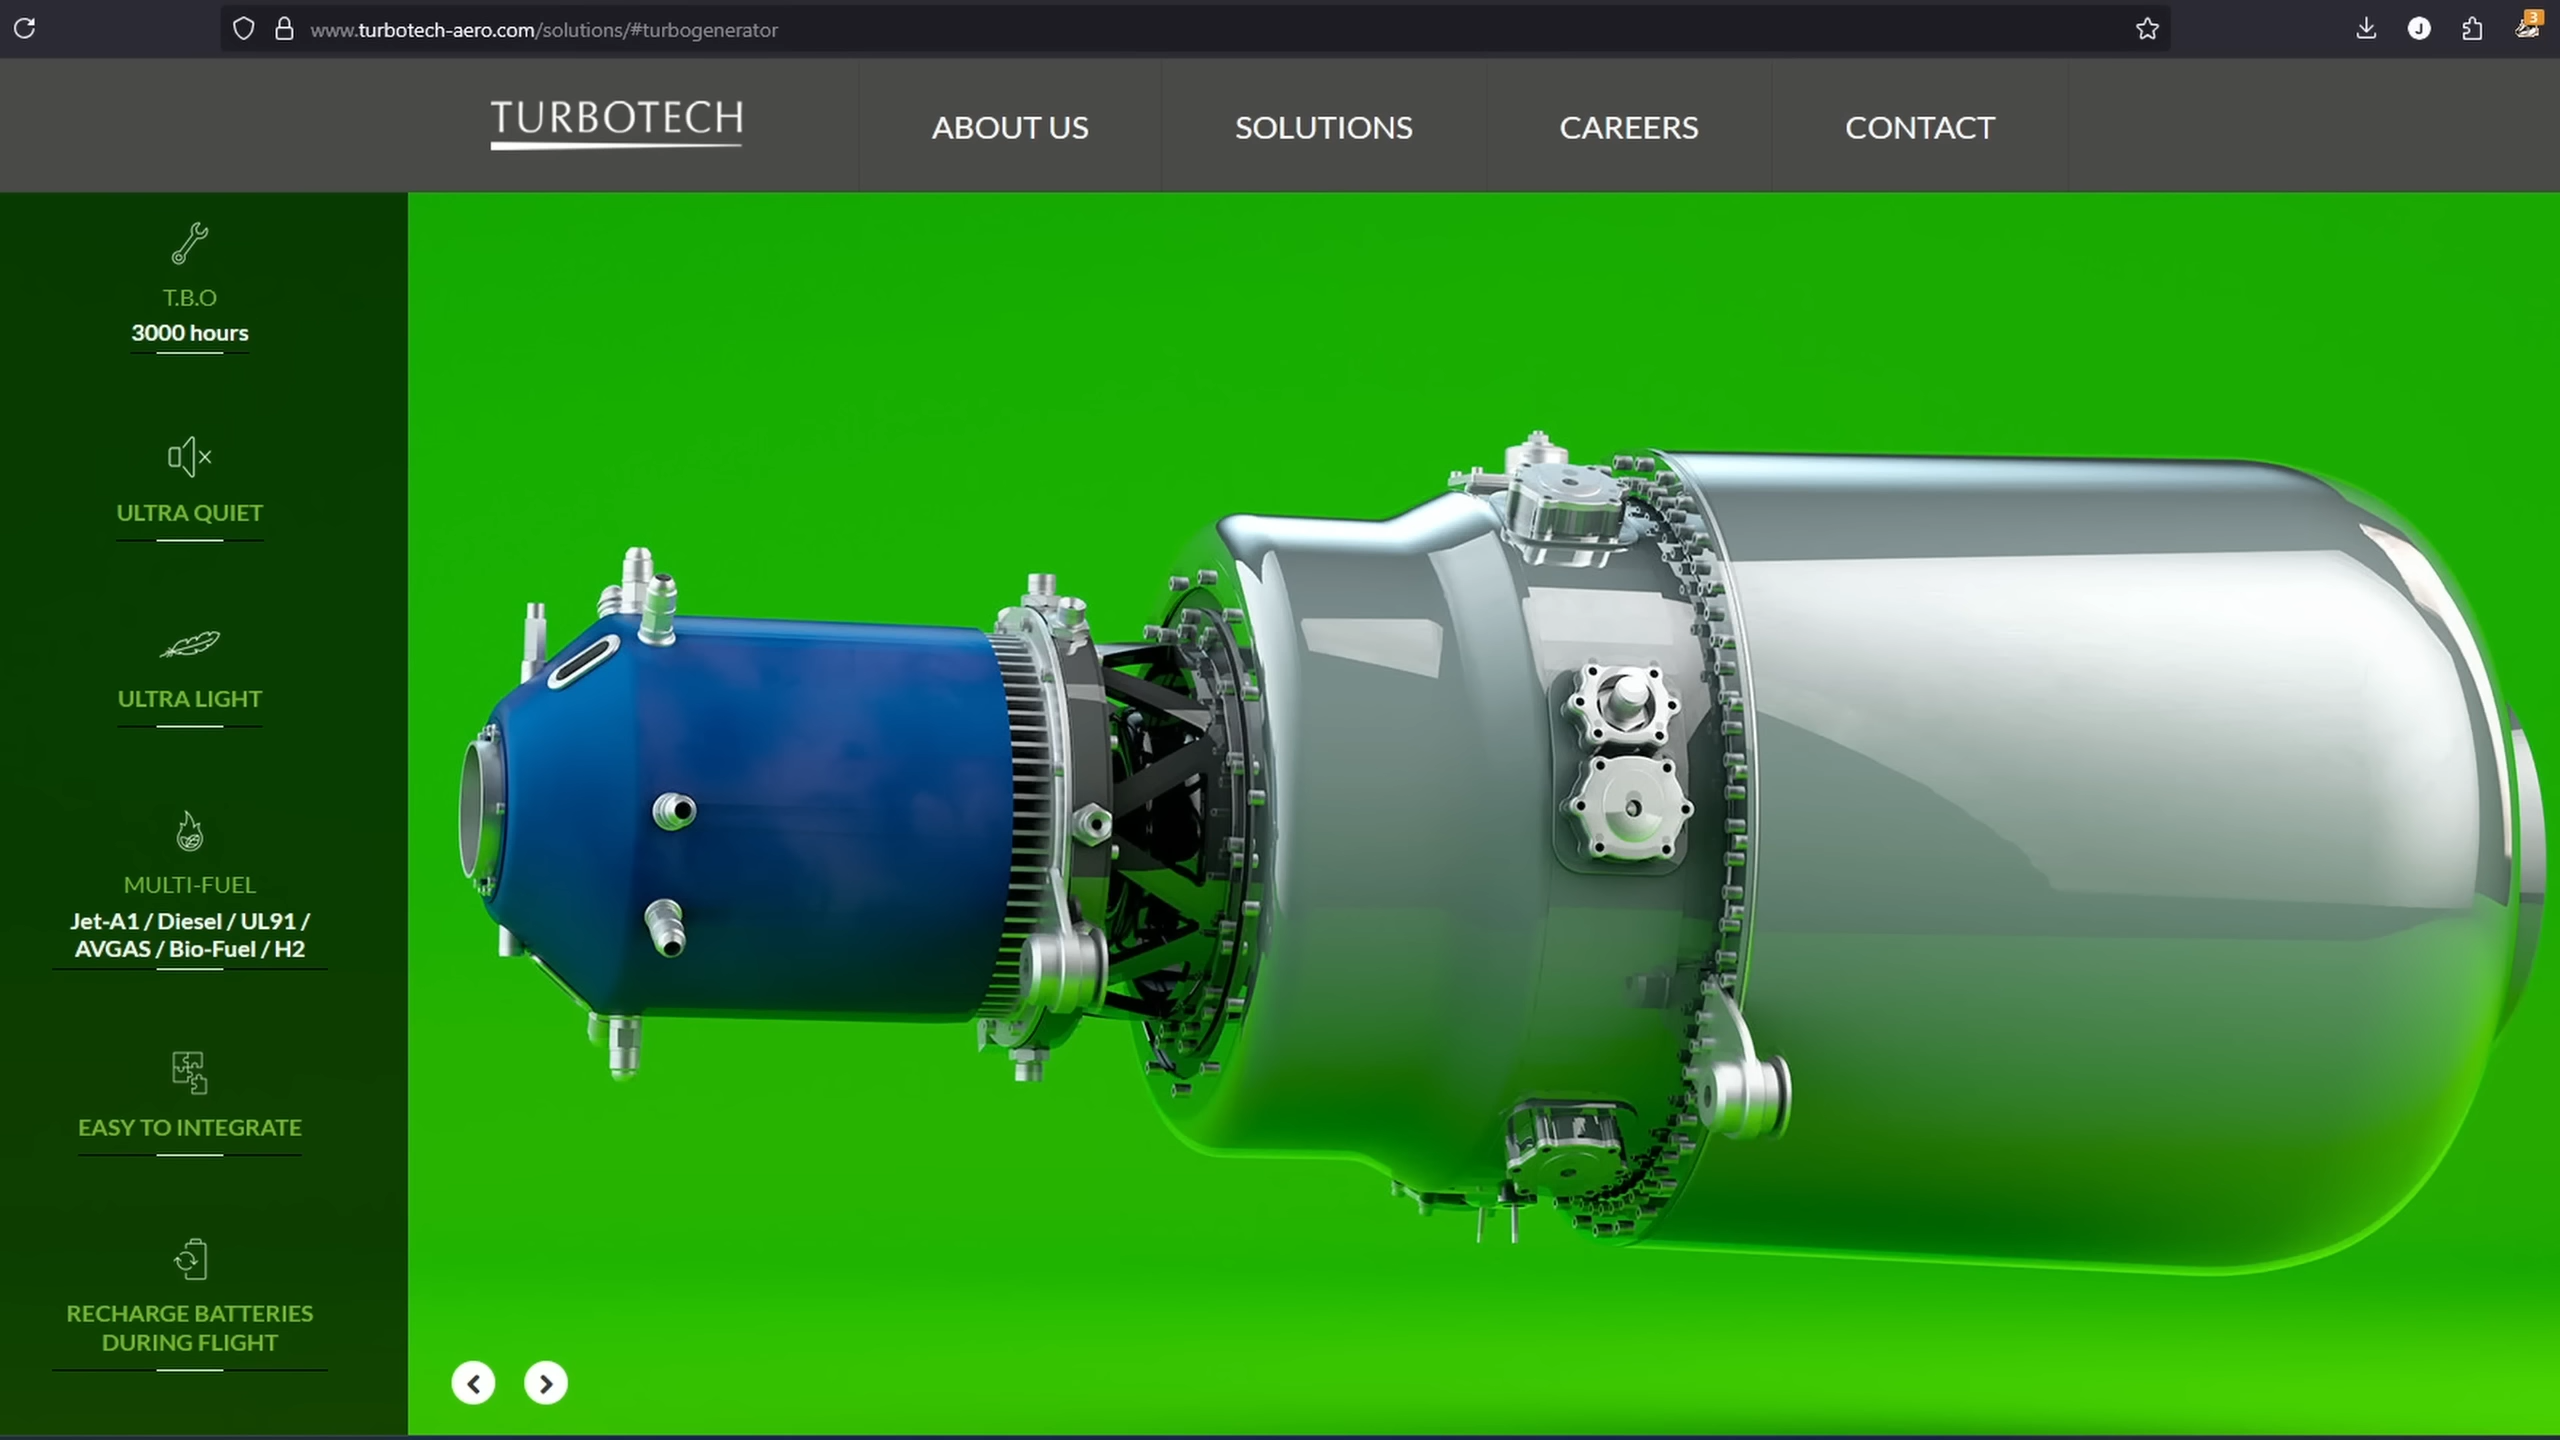 www.turbotech-aero.com/solutions/#turbogenerator
J
3
TURBOTECH
ABOUT US
SOLUTIONS
CAREERS
CONTACT
T.B.O
3000 hours
ULTRA QUIET
ULTRA LIGHT
MULTI-FUEL
Jet-A1 / Diesel / UL91 /
AVGAS / Bio-Fuel / H2
EASY TO INTEGRATE
RECHARGE BATTERIES
DURING FLIGHT